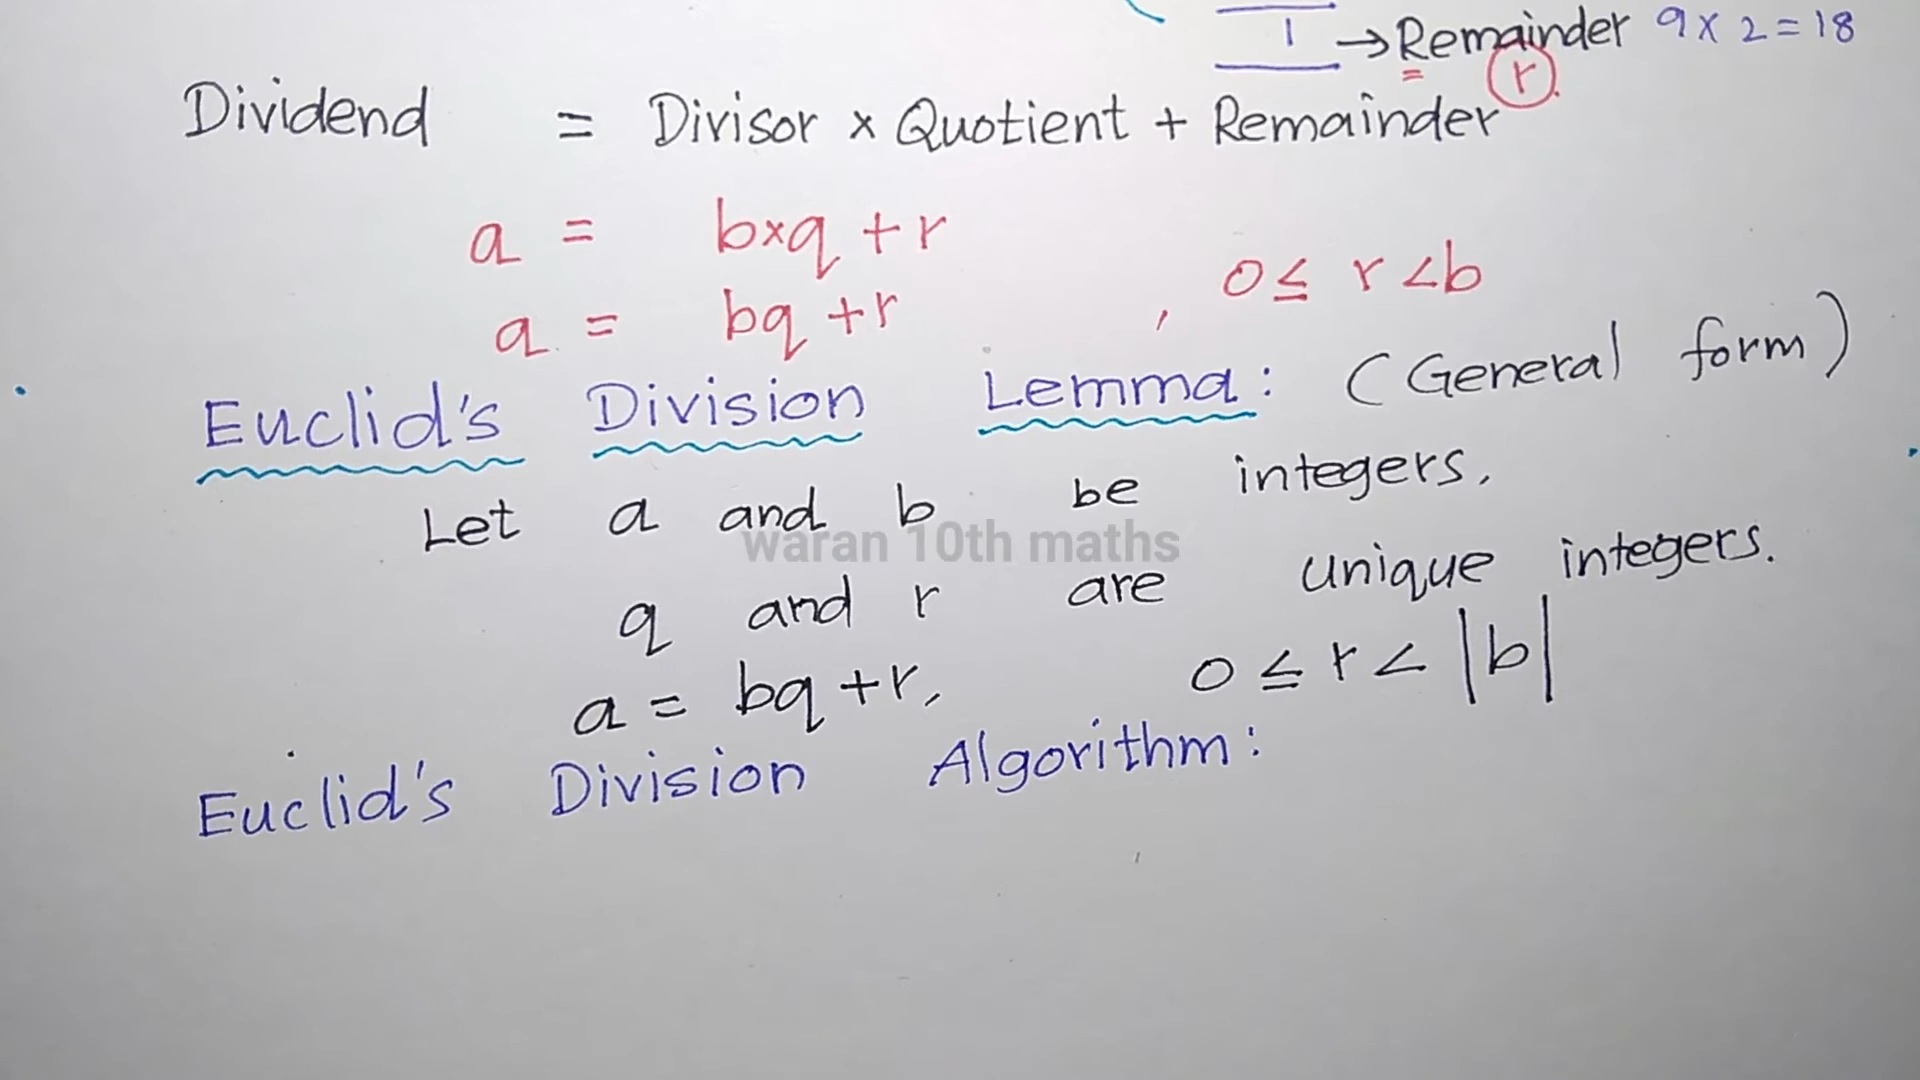 1 → Remainder 9 x 2 = 18
r
Dividend = Divisor x Quotient + Remainder
a = b x q + r
a = bq + r , 0 ≤ r < b
Euclid's Division Lemma: (General form)
Let a and b be integers.
waran 10th maths
q and r are unique integers.
a = bq + r, 0 ≤ r < |b|
Euclid's Division Algorithm: